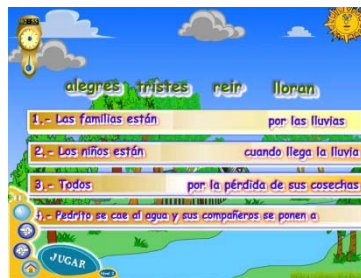 alegres tristes reir lloran
1,- Las familias están por las lluvias
2,- Los niños están cuando llega la lluvia
3,- Todos por la pérdida de sus cosechas
4,- Pedrito se cae al agua y sus compañeros se ponen a
JUGAR